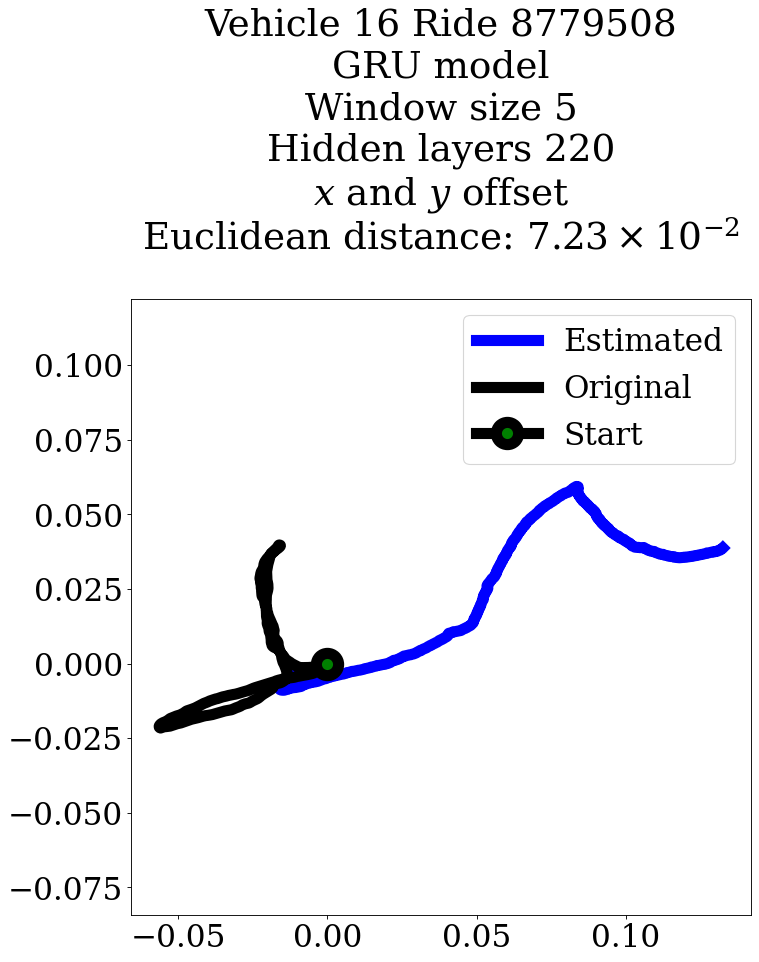 Vehicle 16 Ride 8779508
GRU model
Window size 5
Hidden layers 220
x and y offset
Euclidean distance: 7.23 × 10⁻²
Estimated
Original
Start
0.100
0.075
0.050
0.025
0.000
−0.025
−0.050
−0.075
−0.05 0.00 0.05 0.10